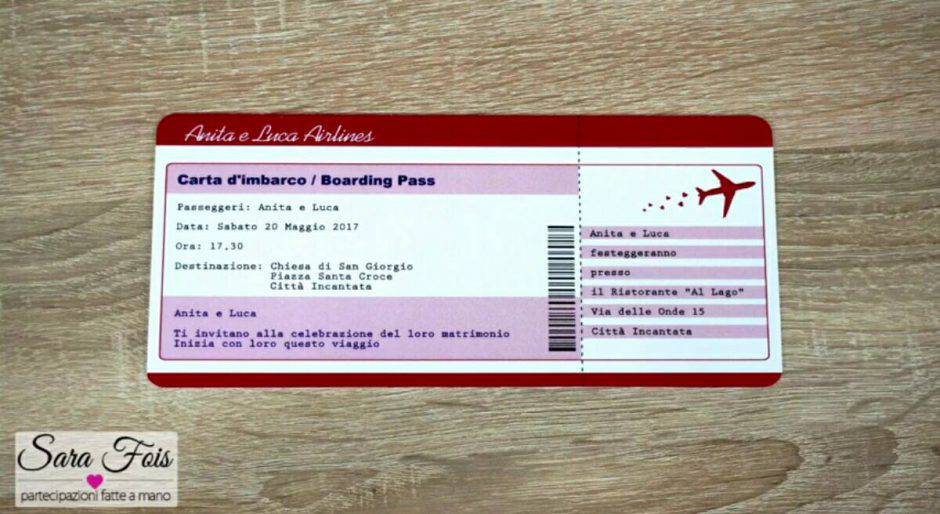 Anita e Luca Airlines
Carta d'imbarco / Boarding Pass
Passeggeri: Anita e Luca
Data: Sabato 20 Maggio 2017
Ora: 17.30
Destinazione: Chiesa di San Giorgio
Piazza Santa Croce
Città Incantata
Anita e Luca
Ti invitano alla celebrazione del loro matrimonio
Inizia con loro questo viaggio
Anita e Luca
festeggeranno
presso
il Ristorante "Al Lago"
Via delle Onde 15
Città Incantata
Sara Fois
partecipazioni fatte a mano